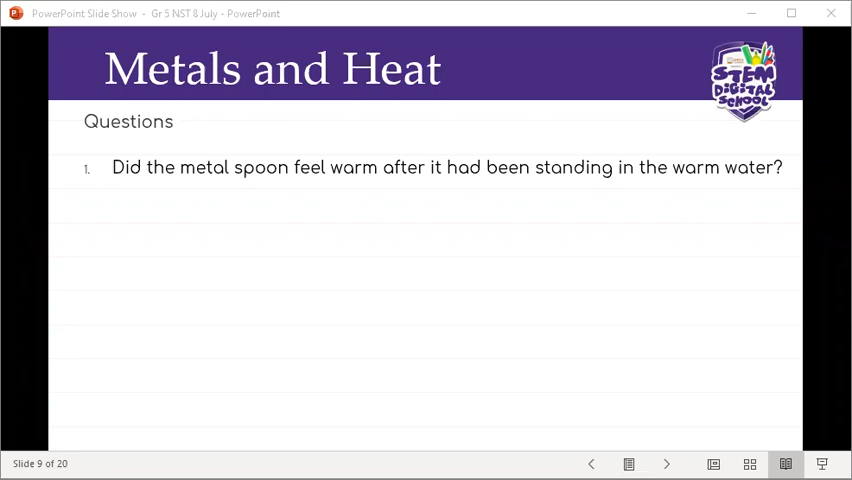 PowerPoint Slide Show - Gr 5 NST 8 July - PowerPoint
Metals and Heat
STEM
DIGITAL
SCHOOL
Questions
1. Did the metal spoon feel warm after it had been standing in the warm water?
Slide 9 of 20